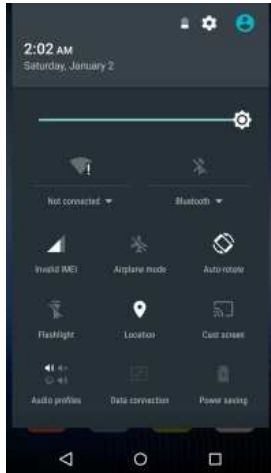 2:02 AM
Saturday, January 2
Not connected
Bluetooth
Invalid IMEI
Airplane mode
Auto-rotate
Flashlight
Location
Cast screen
Audio profiles
Data connection
Power saving